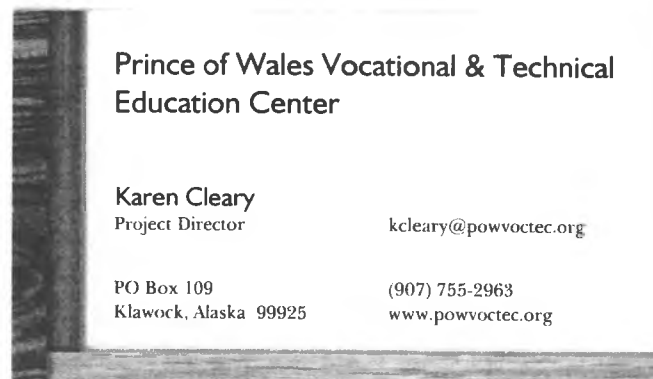 Prince of Wales Vocational & Technical
Education Center
Karen Cleary
Project Director
kcleary@powvoctec.org
PO Box 109
Klawock, Alaska 99925
(907) 755-2963
www.powvoctec.org